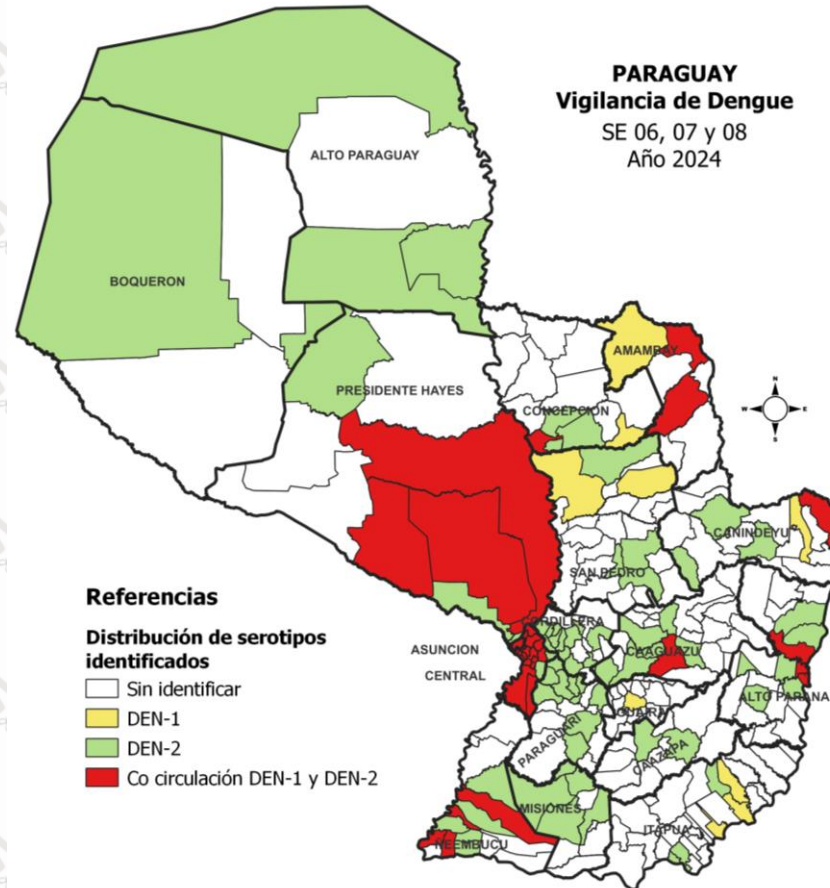 PARAGUAY
Vigilancia de Dengue
SE 06, 07 y 08
Año 2024
ALTO PARAGUAY
BOQUERON
AMAMBAY
PRESIDENTE HAYES
CONCEPCION
N
W E
S
CANINDEYU
SAN PEDRO
Referencias
Distribución de serotipos
identificados
Sin identificar
DEN-1
DEN-2
Co circulación DEN-1 y DEN-2
ASUNCION
CENTRAL
RDILLERA
CAAGUAZU
ALTO PARANA
GUAIRA
PARAGUARI
CAAZAPA
MISIONES
ITAPUA
ÑEEMBUCU